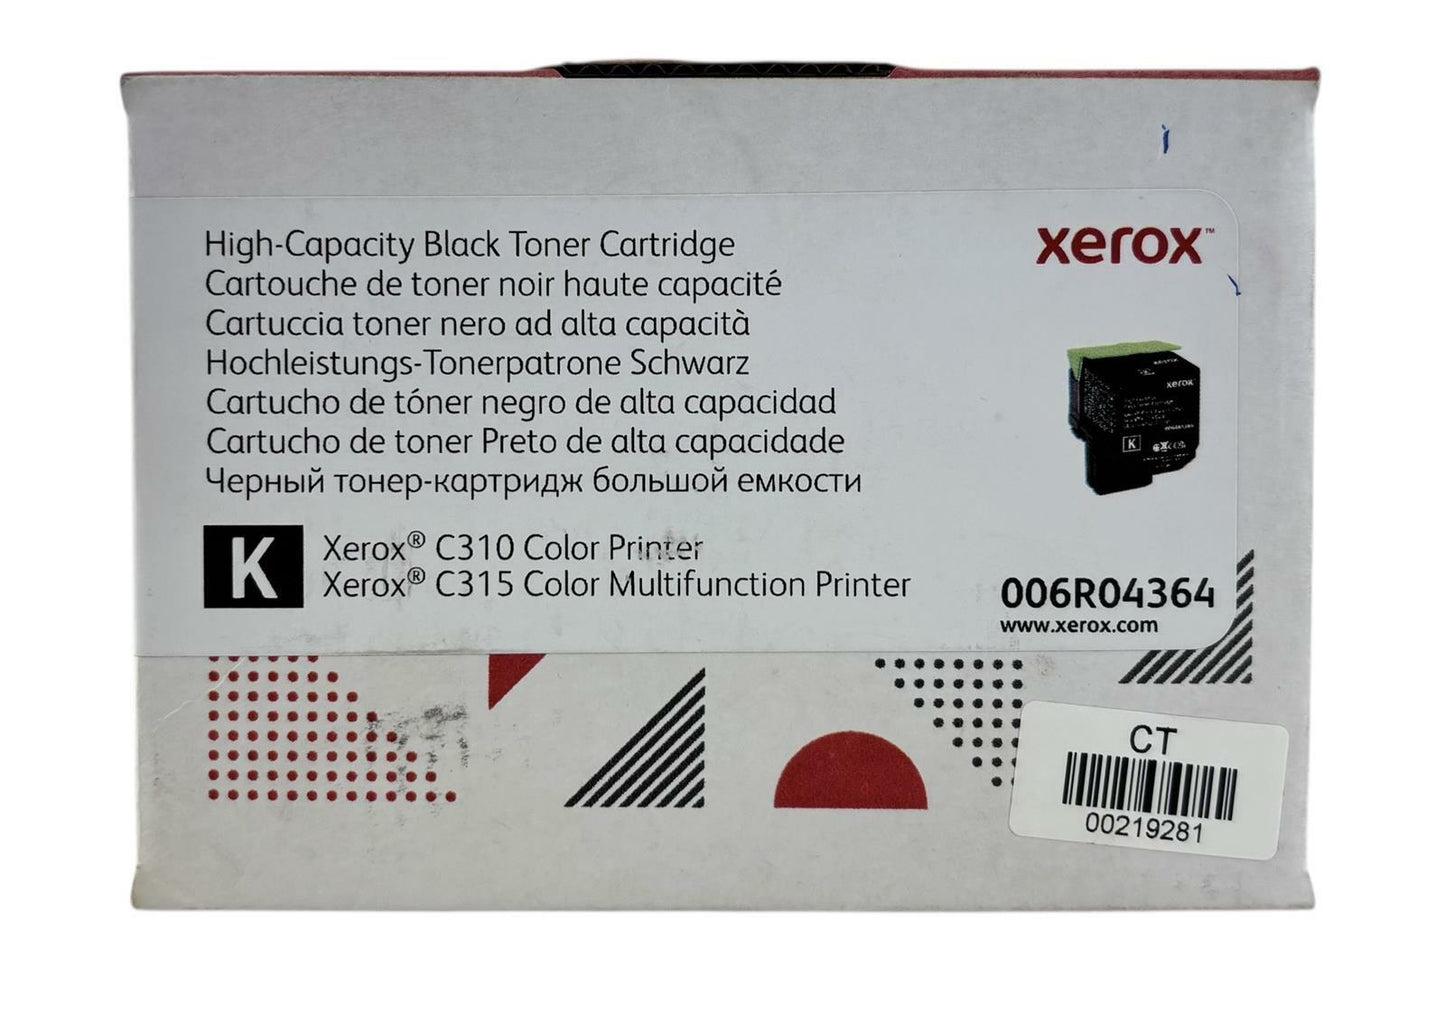 High-Capacity Black Toner Cartridge
Cartouche de toner noir haute capacité
Cartuccia toner nero ad alta capacità
Hochleistungs-Tonerpatrone Schwarz
Cartucho de tóner negro de alta capacidad
Cartucho de toner Preto de alta capacidade
Черный тонер-картридж большой емкости
xerox™
xerox
K
K Xerox® C310 Color Printer
Xerox® C315 Color Multifunction Printer
006R04364
www.xerox.com
CT
00219281